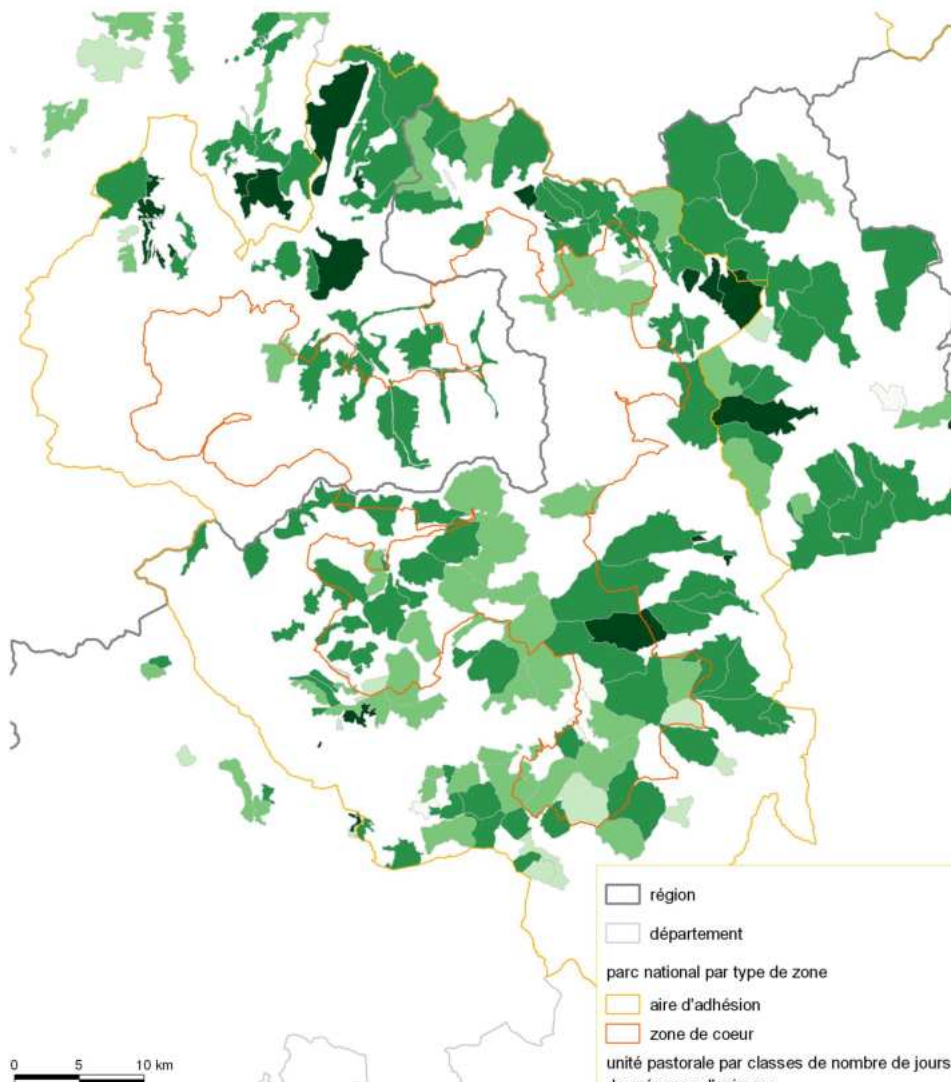 région
département
parc national par type de zone
aire d'adhésion
zone de coeur
unité pastorale par classes de nombre de jours
0 5 10 km